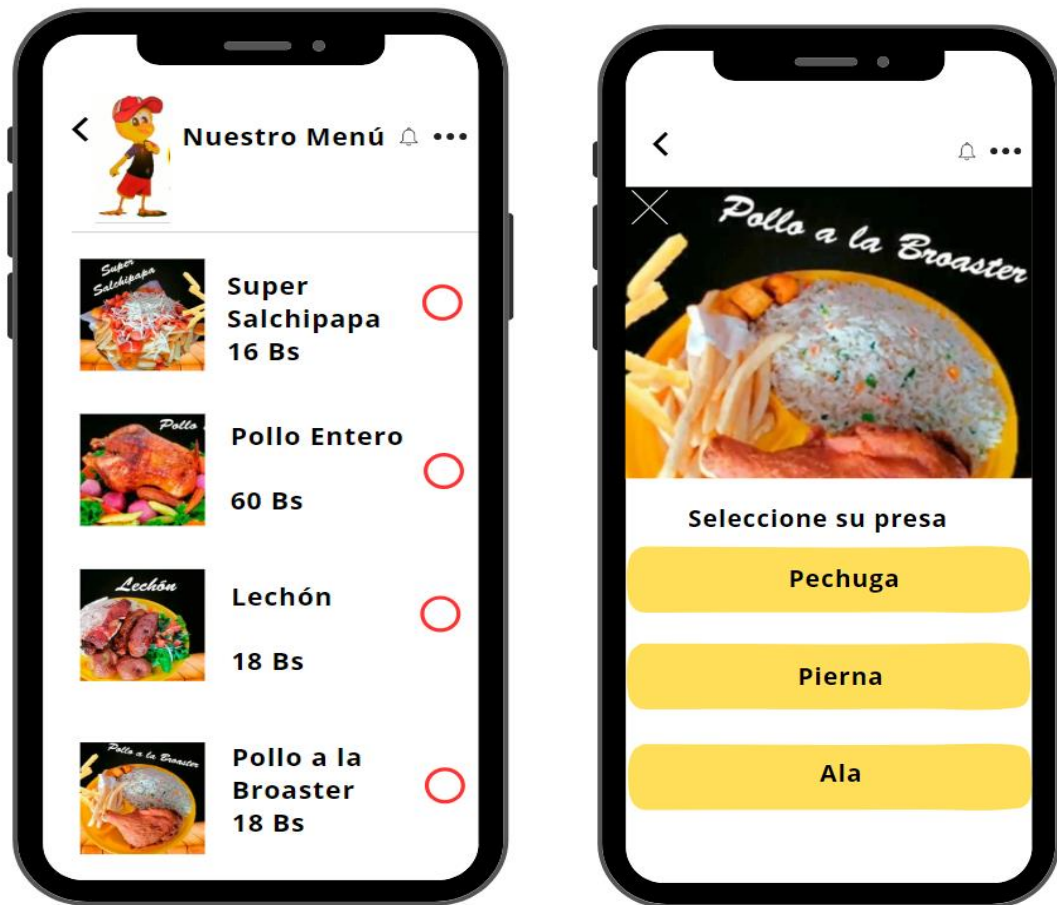 Nuestro Menú
Super
Salchipapa
Super
Salchipapa
16 Bs
Pollo
Pollo Entero
60 Bs
Lechón
Lechón
18 Bs
Pollo a la Broaster
Pollo a la
Broaster
18 Bs
Pollo a la Broaster
Seleccione su presa
Pechuga
Pierna
Ala